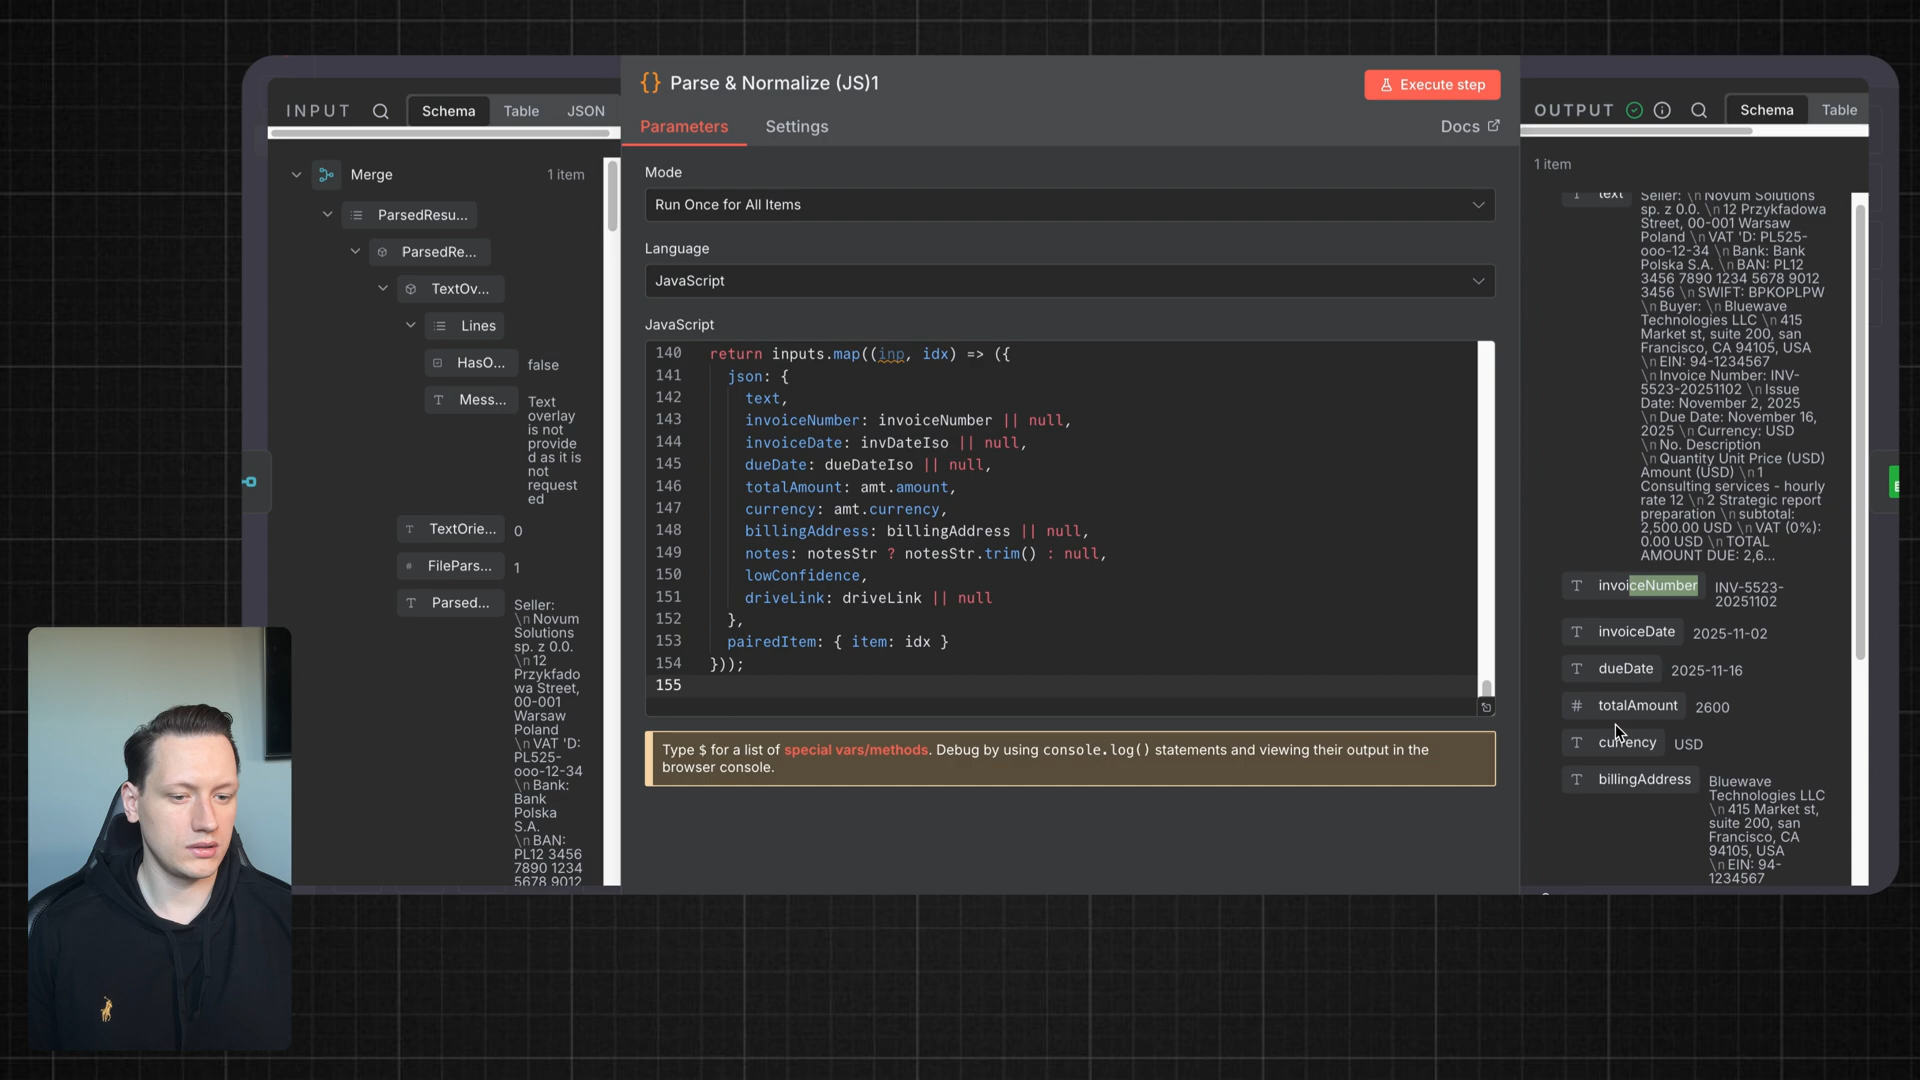 INPUT
Schema
Table
JSON
Merge
1 item
ParsedResu...
ParsedRe...
TextOv...
Lines
HasO...
false
Mess...
Text
overlay
is not
provide
d as it is
not
request
ed
TextOrie...
0
FilePars...
1
Parsed...
Seller:
\n Novum
Solutions
sp. z 0.0.
\n 12
Przykfado
wa Street,
00-001
Warsaw
Poland
\n VAT 'D:
PL525-
ooo-12-34
\n Bank:
Bank
Polska
S.A.
\n BAN:
PL12 3456
7890 1234
5678 9012
{} Parse & Normalize (JS)1
Execute step
Parameters
Settings
Docs
Mode
Run Once for All Items
Language
JavaScript
JavaScript
140 return inputs.map((inp, idx) => ({
141 json: {
142 text,
143 invoiceNumber: invoiceNumber || null,
144 invoiceDate: invDateIso || null,
145 dueDate: dueDateIso || null,
146 totalAmount: amt.amount,
147 currency: amt.currency,
148 billingAddress: billingAddress || null,
149 notes: notesStr ? notesStr.trim() : null,
150 lowConfidence,
151 driveLink: driveLink || null
152 },
153 pairedItem: { item: idx }
154 }));
155
Type $ for a list of special vars/methods. Debug by using console.log() statements and viewing their output in the
browser console.
OUTPUT
Schema
Table
1 item
text
Seller: \n Novum Solutions
sp. z 0.0. \n 12 Przykfadowa
Street, 00-001 Warsaw
Poland \n VAT 'D: PL525-
ooo-12-34 \n Bank: Bank
Polska S.A. \n BAN: PL12
3456 7890 1234 5678 9012
3456 \n SWIFT: BPKOPLPW
\n Buyer: \n Bluewave
Technologies LLC \n 415
Market st, suite 200, san
Francisco, CA 94105, USA
\n EIN: 94-1234567
\n Invoice Number: INV-
5523-20251102 \n Issue
Date: November 2, 2025
\n Due Date: November 16,
2025 \n Currency: USD
\n No. Description
\n Quantity Unit Price (USD)
Amount (USD) \n 1
Consulting services - hourly
rate 12 \n 2 Strategic report
preparation \n subtotal:
2,500.00 USD \n VAT (0%):
0.00 USD \n TOTAL
AMOUNT DUE: 2,6...
invoiceNumber
INV-5523-
20251102
invoiceDate
2025-11-02
dueDate
2025-11-16
totalAmount
2600
currency
USD
billingAddress
Bluewave
Technologies LLC
\n 415 Market st,
suite 200, san
Francisco, CA
94105, USA
\n EIN: 94-
1234567